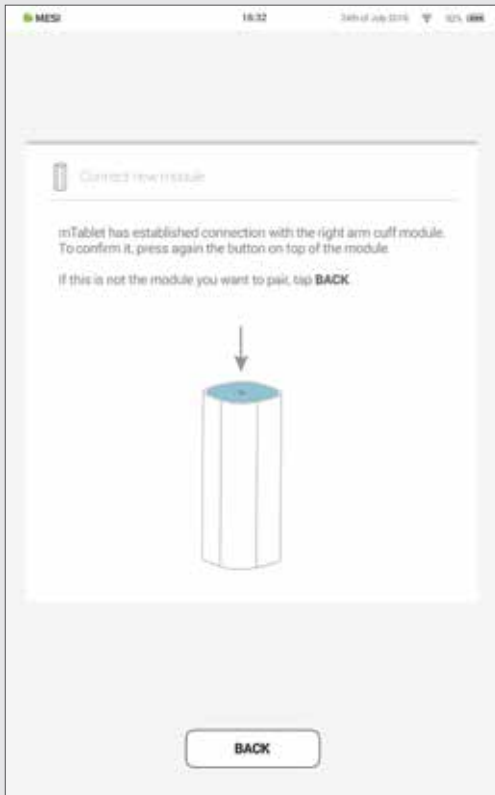 MESI
18:32
24th of July 2016
92%
Connect new module
mTablet has established connection with the right arm cuff module.
To confirm it, press again the button on top of the module.
If this is not the module you want to pair, tap BACK.
BACK